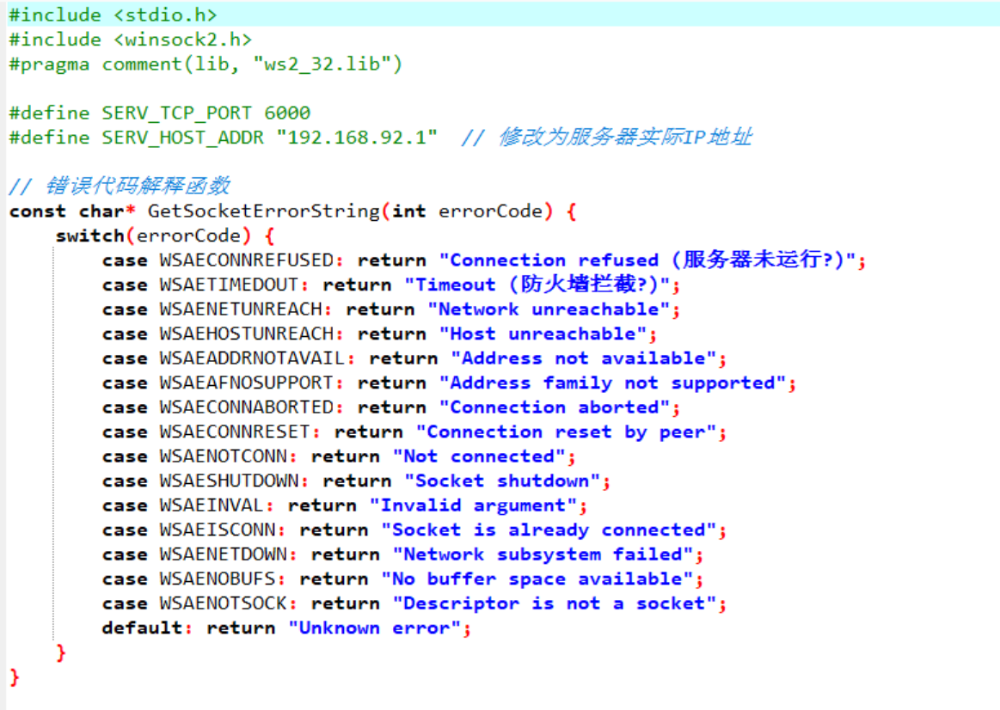 #include <stdio.h>
#include <winsock2.h>
#pragma comment(lib, "ws2_32.lib")

#define SERV_TCP_PORT 6000
#define SERV_HOST_ADDR "192.168.92.1"  // 修改为服务器实际IP地址

// 错误代码解释函数
const char* GetSocketErrorString(int errorCode) {
    switch(errorCode) {
        case WSAECONNREFUSED: return "Connection refused (服务器未运行?)";
        case WSAETIMEDOUT: return "Timeout (防火墙拦截?)";
        case WSAENETUNREACH: return "Network unreachable";
        case WSAEHOSTUNREACH: return "Host unreachable";
        case WSAEADDRNOTAVAIL: return "Address not available";
        case WSAEAFNOSUPPORT: return "Address family not supported";
        case WSAECONNABORTED: return "Connection aborted";
        case WSAECONNRESET: return "Connection reset by peer";
        case WSAENOTCONN: return "Not connected";
        case WSAESHUTDOWN: return "Socket shutdown";
        case WSAEINVAL: return "Invalid argument";
        case WSAEISCONN: return "Socket is already connected";
        case WSAENETDOWN: return "Network subsystem failed";
        case WSAENOBUFS: return "No buffer space available";
        case WSAENOTSOCK: return "Descriptor is not a socket";
        default: return "Unknown error";
    }
}